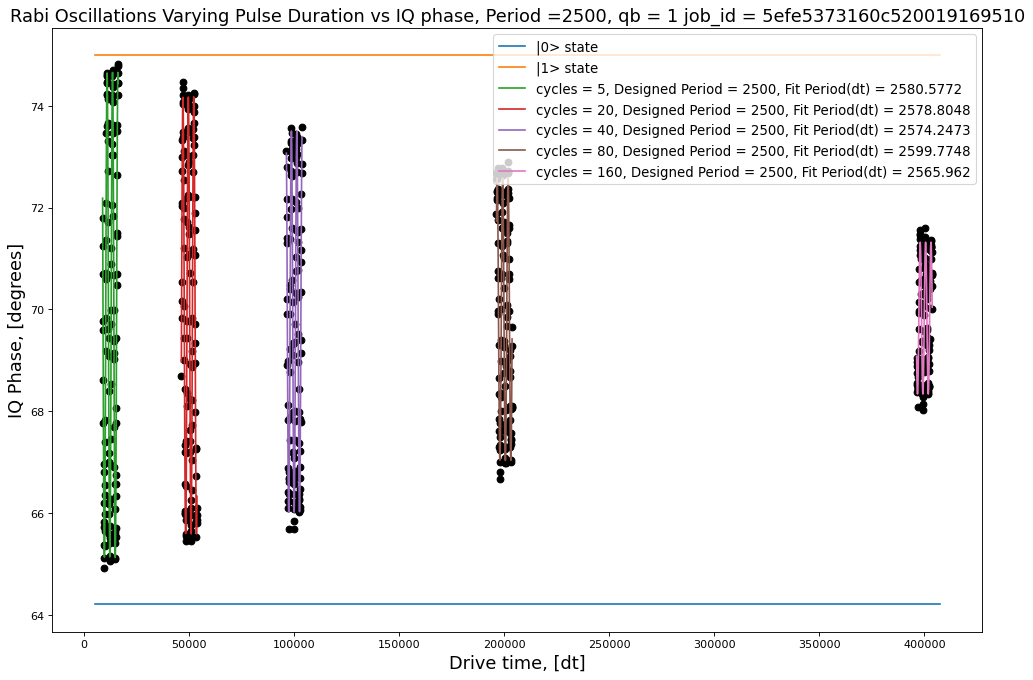 Rabi Oscillations Varying Pulse Duration vs IQ phase, Period =2500, qb = 1 job_id = 5efe5373160c520019169510
|0> state
|1> state
cycles = 5, Designed Period = 2500, Fit Period(dt) = 2580.5772
cycles = 20, Designed Period = 2500, Fit Period(dt) = 2578.8048
cycles = 40, Designed Period = 2500, Fit Period(dt) = 2574.2473
cycles = 80, Designed Period = 2500, Fit Period(dt) = 2599.7748
cycles = 160, Designed Period = 2500, Fit Period(dt) = 2565.962
IQ Phase, [degrees]
74
72
70
68
66
64
0 50000 100000 150000 200000 250000 300000 350000 400000
Drive time, [dt]